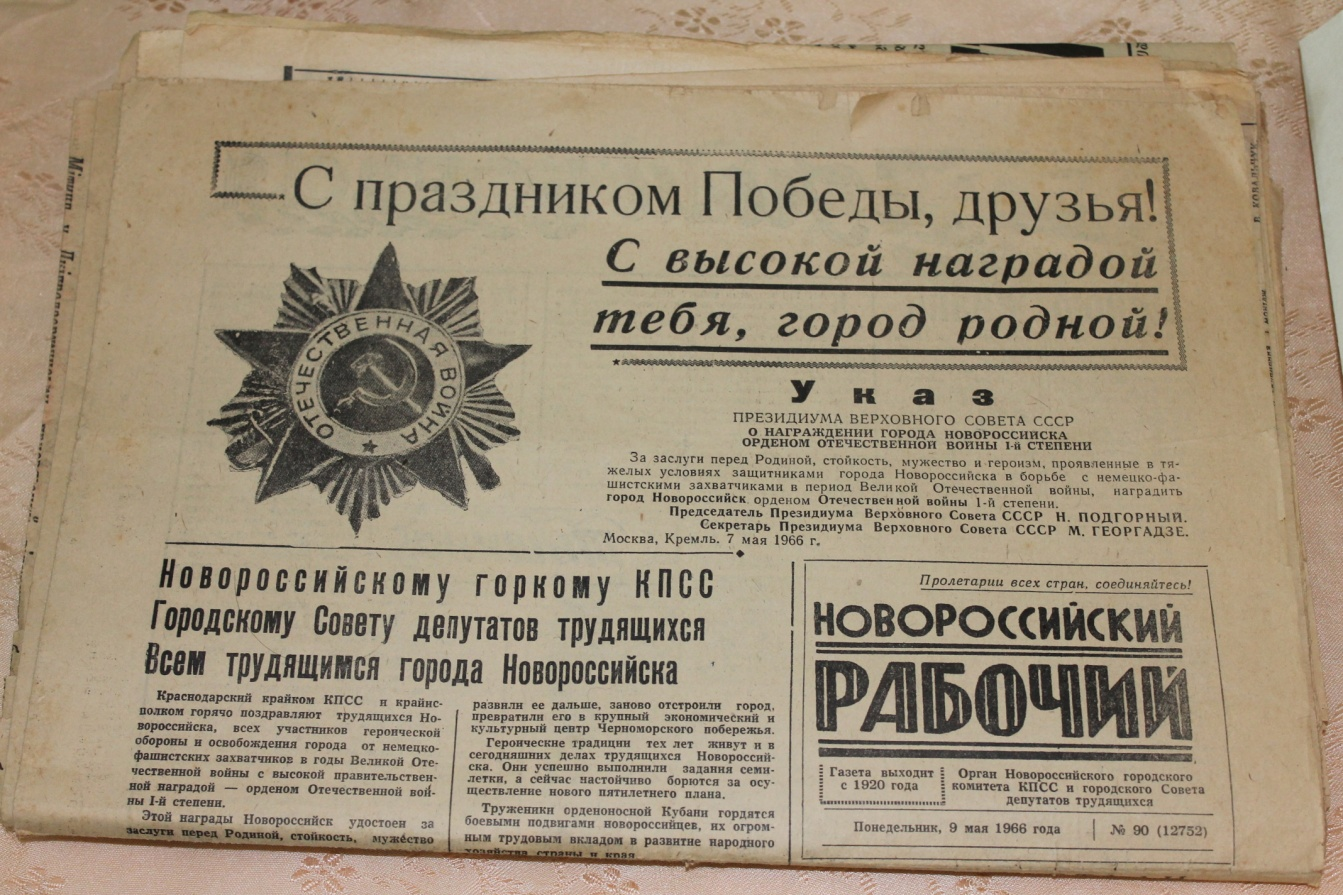 С праздником Победы, друзья!
С высокой наградой
тебя, город родной!
ОТЕЧЕСТВЕННАЯ ВОЙНА
Указ
ПРЕЗИДИУМА ВЕРХОВНОГО СОВЕТА СССР
О НАГРАЖДЕНИИ ГОРОДА НОВОРОССИЙСКА
ОРДЕНОМ ОТЕЧЕСТВЕННОЙ ВОЙНЫ 1-й СТЕПЕНИ
За заслуги перед Родиной, стойкость, мужество и героизм, проявленные в тя-
желых условиях защитниками города Новороссийска в борьбе с немецко-фа-
шистскими захватчиками в период Великой Отечественной войны, наградить
город Новороссийск орденом Отечественной войны 1-й степени.
Председатель Президиума Верховного Совета СССР Н. ПОДГОРНЫЙ.
Секретарь Президиума Верховного Совета СССР М. ГЕОРГАДЗЕ.
Москва, Кремль. 7 мая 1966 г.
Новороссийскому горкому КПСС
Городскому Совету депутатов трудящихся
Всем трудящимся города Новороссийска
Краснодарский крайком КПСС и крайис-
полком горячо поздравляют трудящихся Но-
вороссийска, всех участников героической
обороны и освобождения города от немецко-
фашистских захватчиков в годы Великой Оте-
чественной войны с высокой правительствен-
ной наградой — орденом Отечественной вой-
ны I-й степени.
Этой награды Новороссийск удостоен за
заслуги перед Родиной, стойкость, мужество
развили ее дальше, заново отстроили город,
превратили его в крупный экономический и
культурный центр Черноморского побережья.
Героические традиции тех лет живут и в
сегодняшних делах трудящихся Новороссий-
ска. Они успешно выполнили задания семи-
летки, а сейчас настойчиво борются за осу-
ществление нового пятилетнего плана.
Труженики орденоносной Кубани гордятся
боевыми подвигами новороссийцев, их огром-
ным трудовым вкладом в развитие народного
хозяйства страны и края.
Пролетарии всех стран, соединяйтесь!
НОВОРОССИЙСКИЙ
РАБОЧИЙ
Газета выходит
с 1920 года
Орган Новороссийского городского
комитета КПСС и городского Совета
депутатов трудящихся
Понедельник, 9 мая 1966 года
№ 90 (12752)